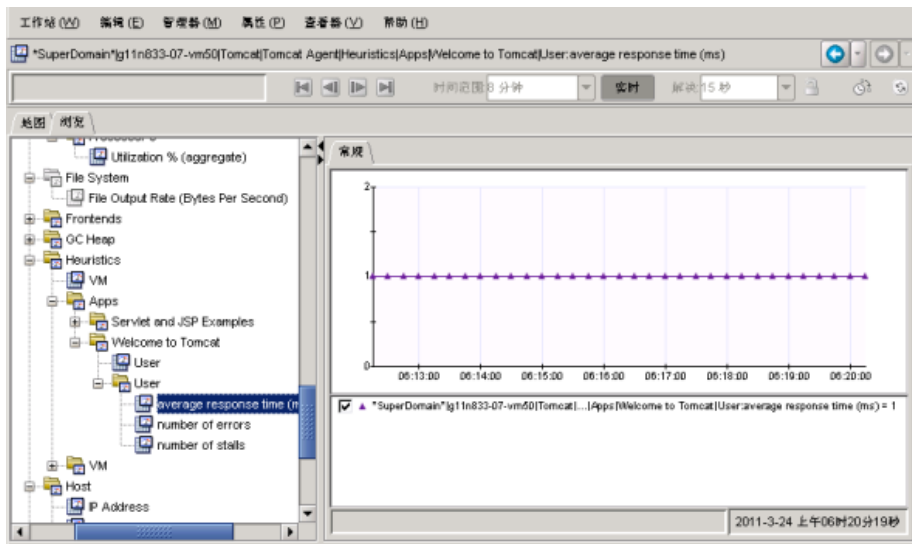 工作站(W) 编辑(E) 管理器(M) 属性(P) 查看器(V) 帮助(H)
*SuperDomain*|g11n833-07-vm50|Tomcat|Tomcat Agent|Heuristics|Apps|Welcome to Tomcat|User:average response time (ms)
时间范围:8 分钟 实时 解决:15 秒
地图 浏览
Utilization % (aggregate)
File System
File Output Rate (Bytes Per Second)
Frontends
GC Heap
Heuristics
VM
Apps
Servlet and JSP Examples
Welcome to Tomcat
User
User
average response time (m
number of errors
number of stalls
VM
Host
IP Address
常规
2
1
0
06:13:00 06:14:00 06:15:00 06:16:00 06:17:00 06:18:00 06:19:00 06:20:00
*SuperDomain*|g11n833-07-vm50|Tomcat|...|Apps|Welcome to Tomcat|User:average response time (ms) = 1
2011-3-24 上午06时20分19秒